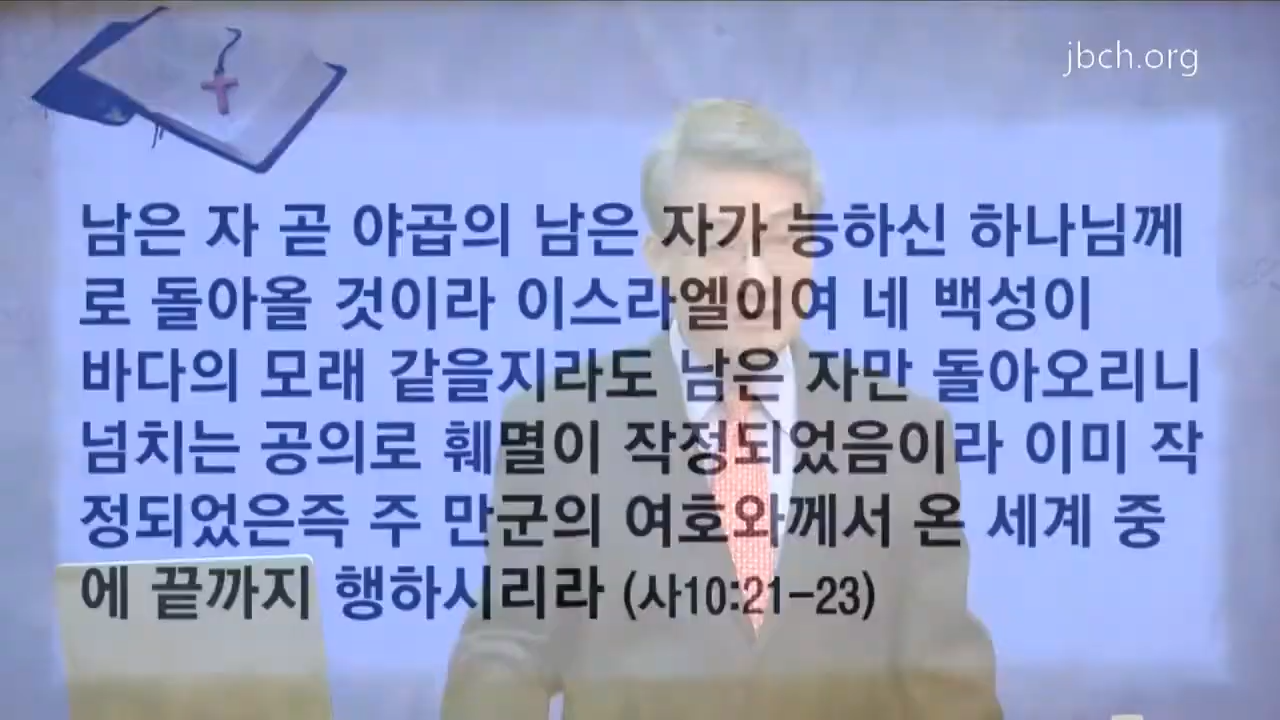 jbch.org
남은 자 곧 야곱의 남은 자가 능하신 하나님께
로 돌아올 것이라 이스라엘이여 네 백성이
바다의 모래 같을지라도 남은 자만 돌아오리니
넘치는 공의로 훼멸이 작정되었음이라 이미 작
정되었은즉 주 만군의 여호와께서 온 세계 중
에 끝까지 행하시리라 (사10:21-23)